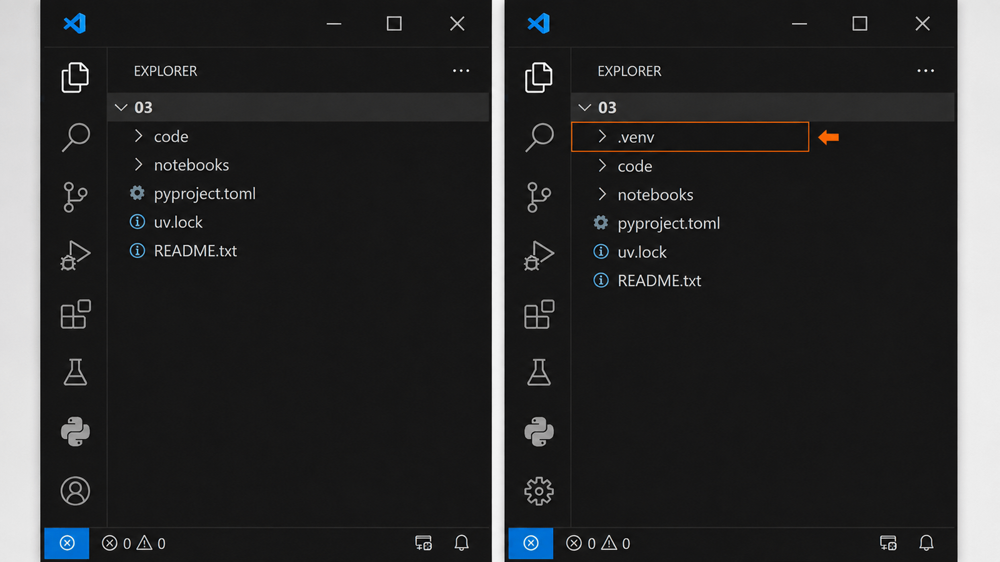 EXPLORER
03
code
notebooks
pyproject.toml
uv.lock
README.txt
0 0
EXPLORER
03
.venv
code
notebooks
pyproject.toml
uv.lock
README.txt
0 0